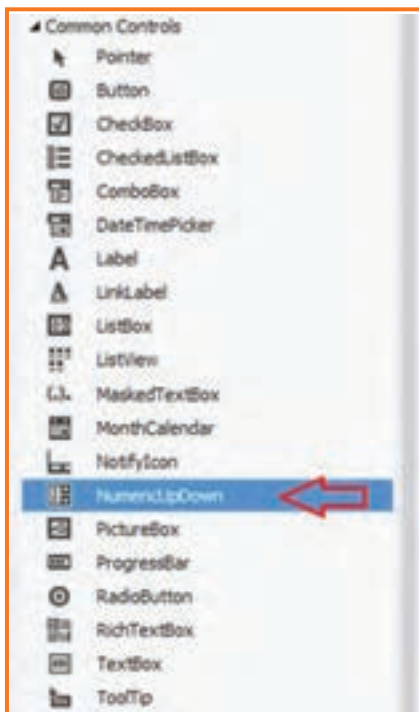 Common Controls
Pointer
Button
CheckBox
CheckedListBox
ComboBox
DateTimePicker
Label
LinkLabel
ListBox
ListView
MaskedTextBox
MonthCalendar
NotifyIcon
NumericUpDown
PictureBox
ProgressBar
RadioButton
RichTextBox
TextBox
ToolTip